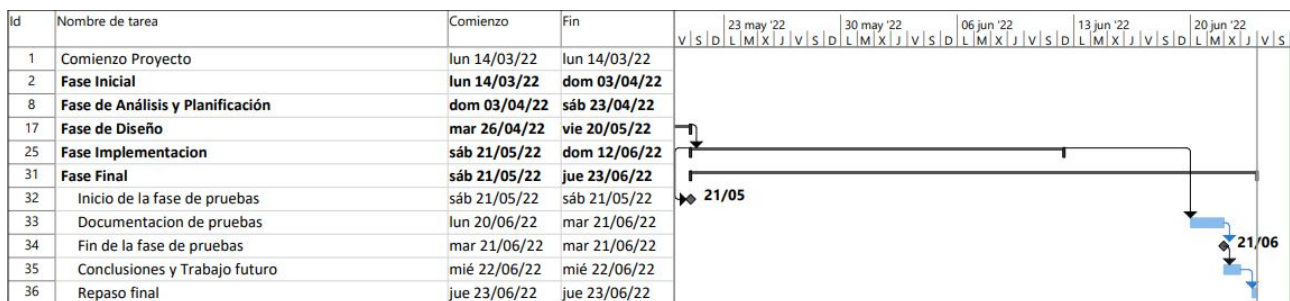 Id Nombre de tarea Comienzo Fin 23 may '22 30 may '22 06 jun '22 13 jun '22 20 jun '22
V S D L M X J V S D L M X J V S D L M X J V S D L M X J V S D L M X J V S
1 Comienzo Proyecto lun 14/03/22 lun 14/03/22
2 Fase Inicial lun 14/03/22 dom 03/04/22
8 Fase de Análisis y Planificación dom 03/04/22 sáb 23/04/22
17 Fase de Diseño mar 26/04/22 vie 20/05/22
25 Fase Implementacion sáb 21/05/22 dom 12/06/22
31 Fase Final sáb 21/05/22 jue 23/06/22
32 Inicio de la fase de pruebas sáb 21/05/22 sáb 21/05/22 21/05
33 Documentacion de pruebas lun 20/06/22 mar 21/06/22
34 Fin de la fase de pruebas mar 21/06/22 mar 21/06/22 21/06
35 Conclusiones y Trabajo futuro mié 22/06/22 mié 22/06/22
36 Repaso final jue 23/06/22 jue 23/06/22